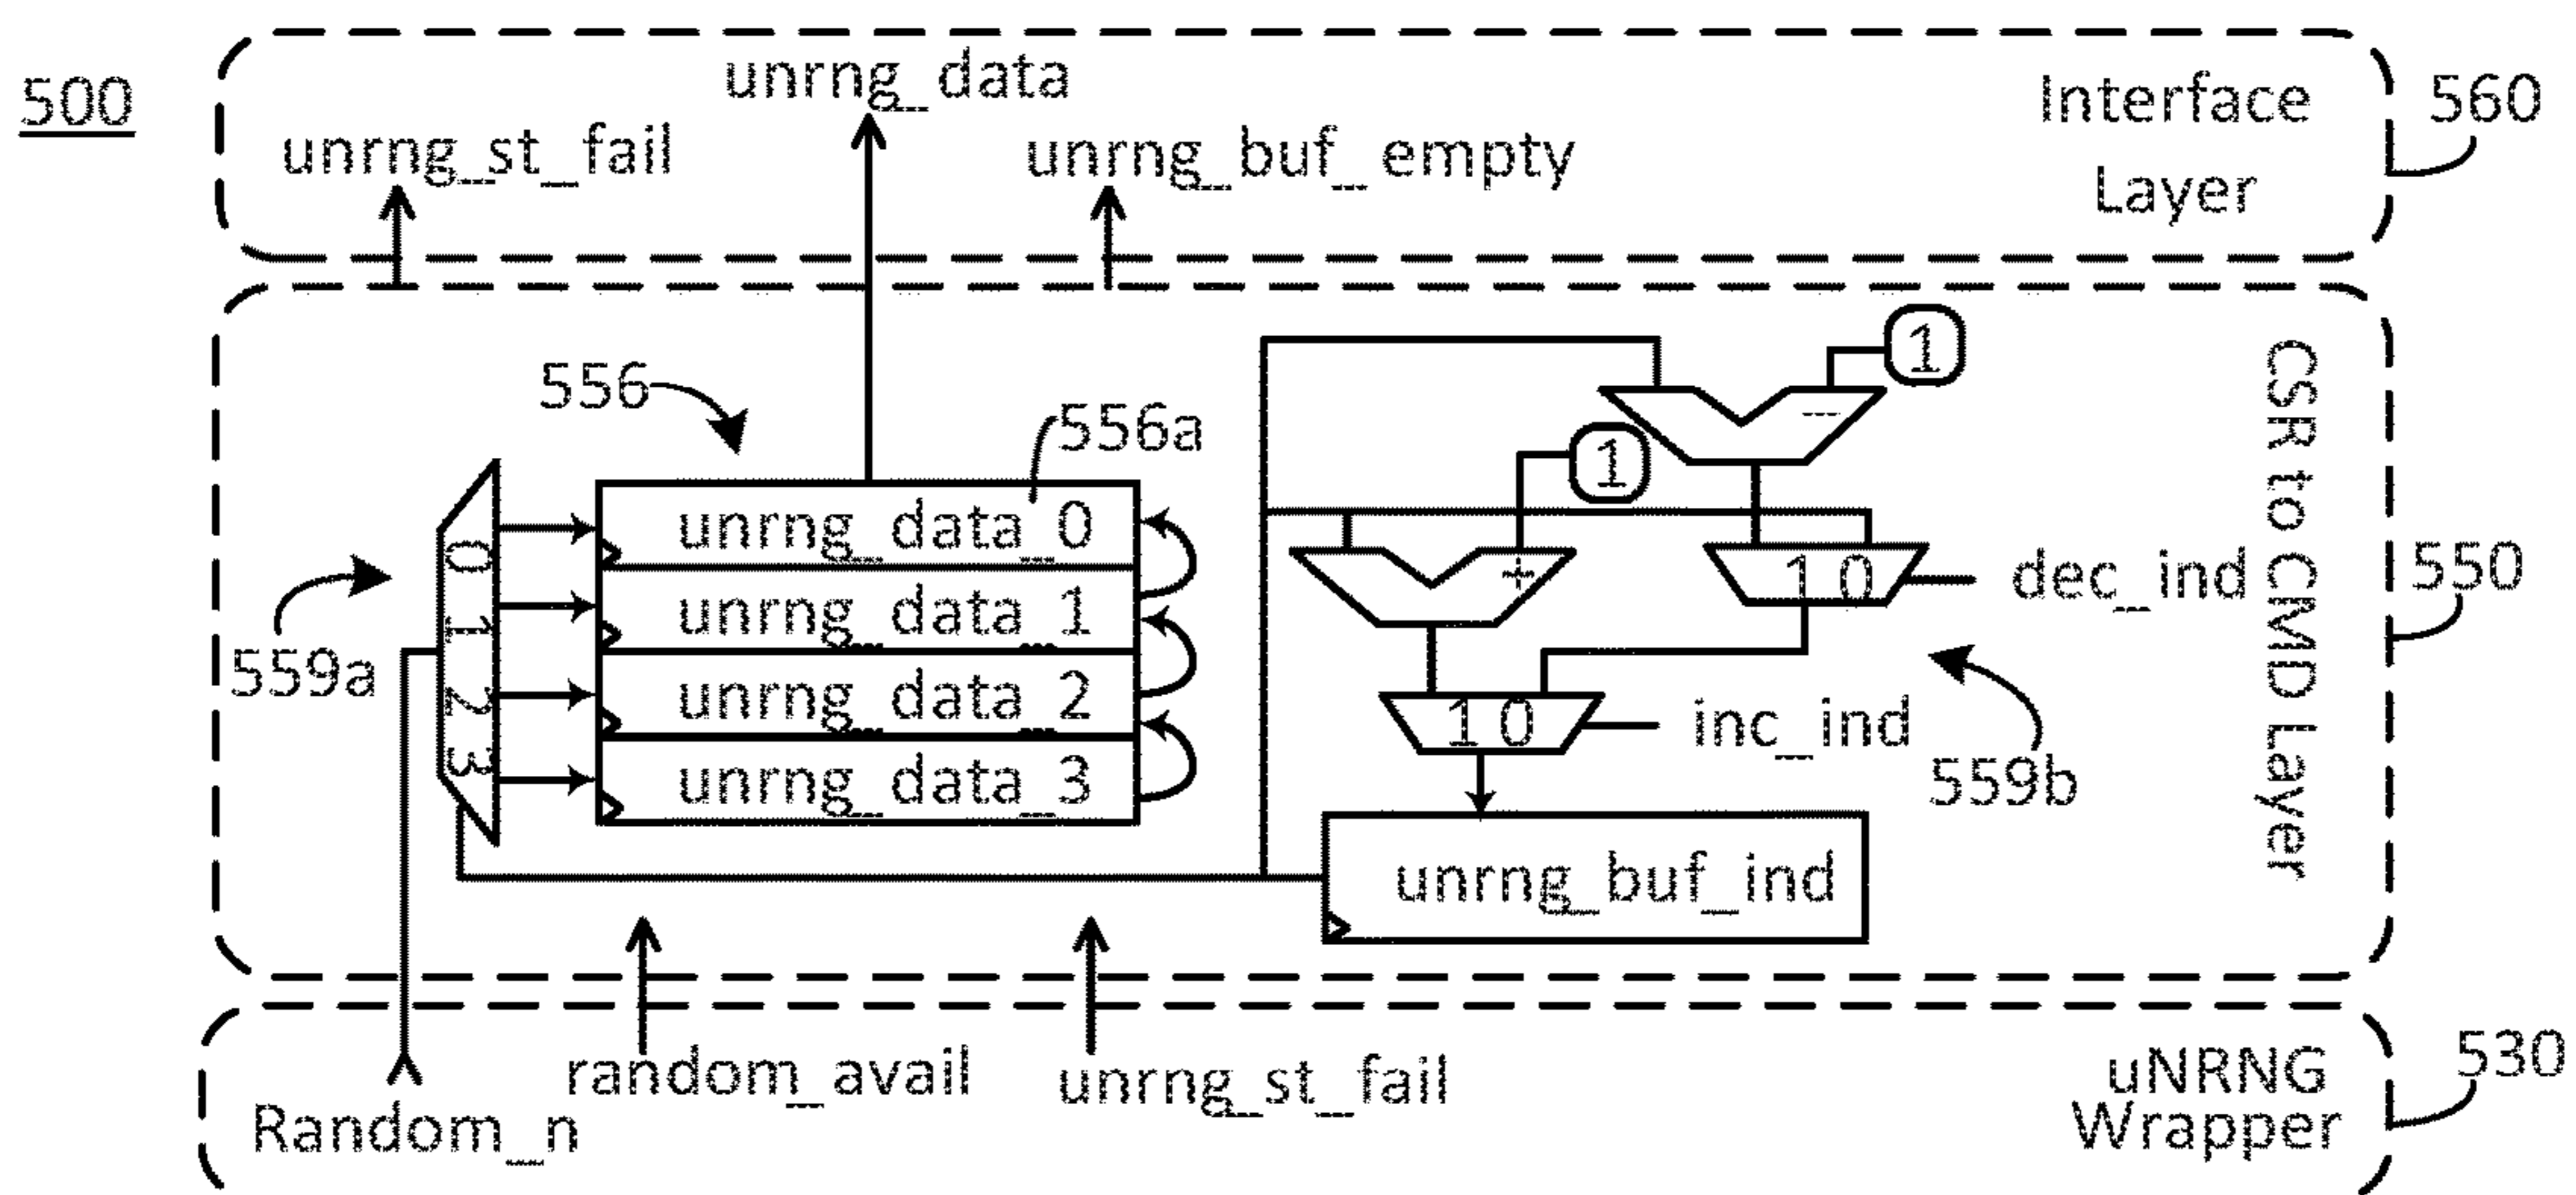 500
unrng_data
unrng_st_fail
unrng_buf_empty
Interface
Layer
560
556
556a
1
-
1
+
unrng_data_0
unrng_data_1
unrng_data_2
unrng_data_3
0
1
2
3
559a
1 0
dec_ind
1 0
inc_ind
559b
unrng_buf_ind
CSR to CMD Layer
550
random_avail
unrng_st_fail
Random_n
uNRNG
Wrapper
530